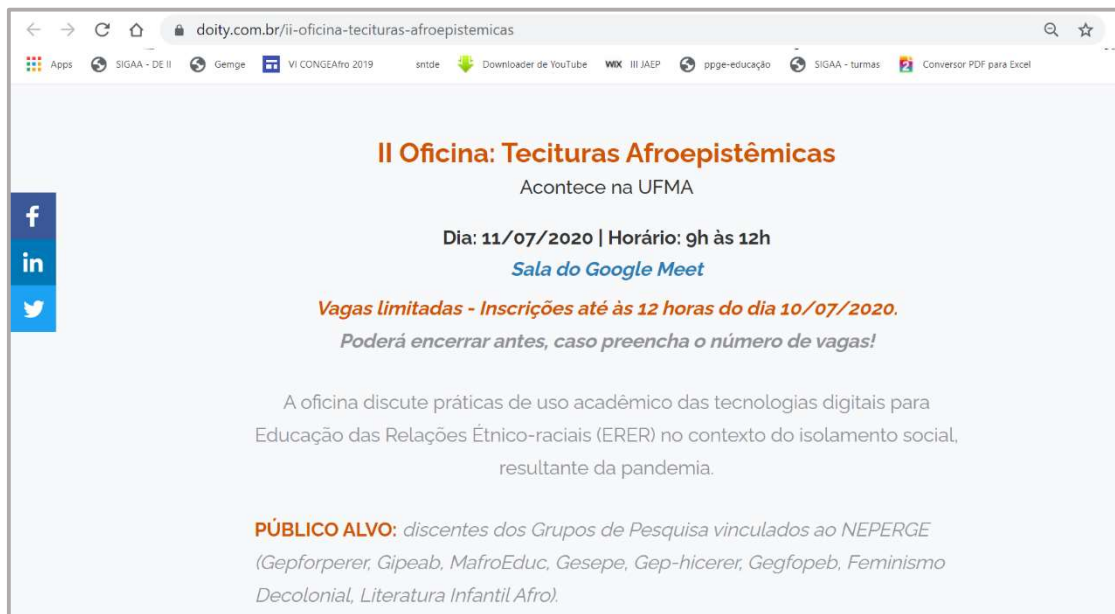 doity.com.br/ii-oficina-tecituras-afroepistemicas
Apps SIGAA - DE II Gemge VI CONGEAfro 2019 sntde Downloader de YouTube WIX III JAEP ppge-educação SIGAA - turmas Conversor PDF para Excel
II Oficina: Tecituras Afroepistêmicas
Acontece na UFMA
Dia: 11/07/2020 | Horário: 9h às 12h
Sala do Google Meet
Vagas limitadas - Inscrições até às 12 horas do dia 10/07/2020.
Poderá encerrar antes, caso preencha o número de vagas!
A oficina discute práticas de uso acadêmico das tecnologias digitais para
Educação das Relações Étnico-raciais (ERER) no contexto do isolamento social,
resultante da pandemia.
PÚBLICO ALVO: discentes dos Grupos de Pesquisa vinculados ao NEPERGE
(Gepforperer, Gipeab, MafroEduc, Gesepe, Gep-hicerer, Gegfopeb, Feminismo
Decolonial, Literatura Infantil Afro).